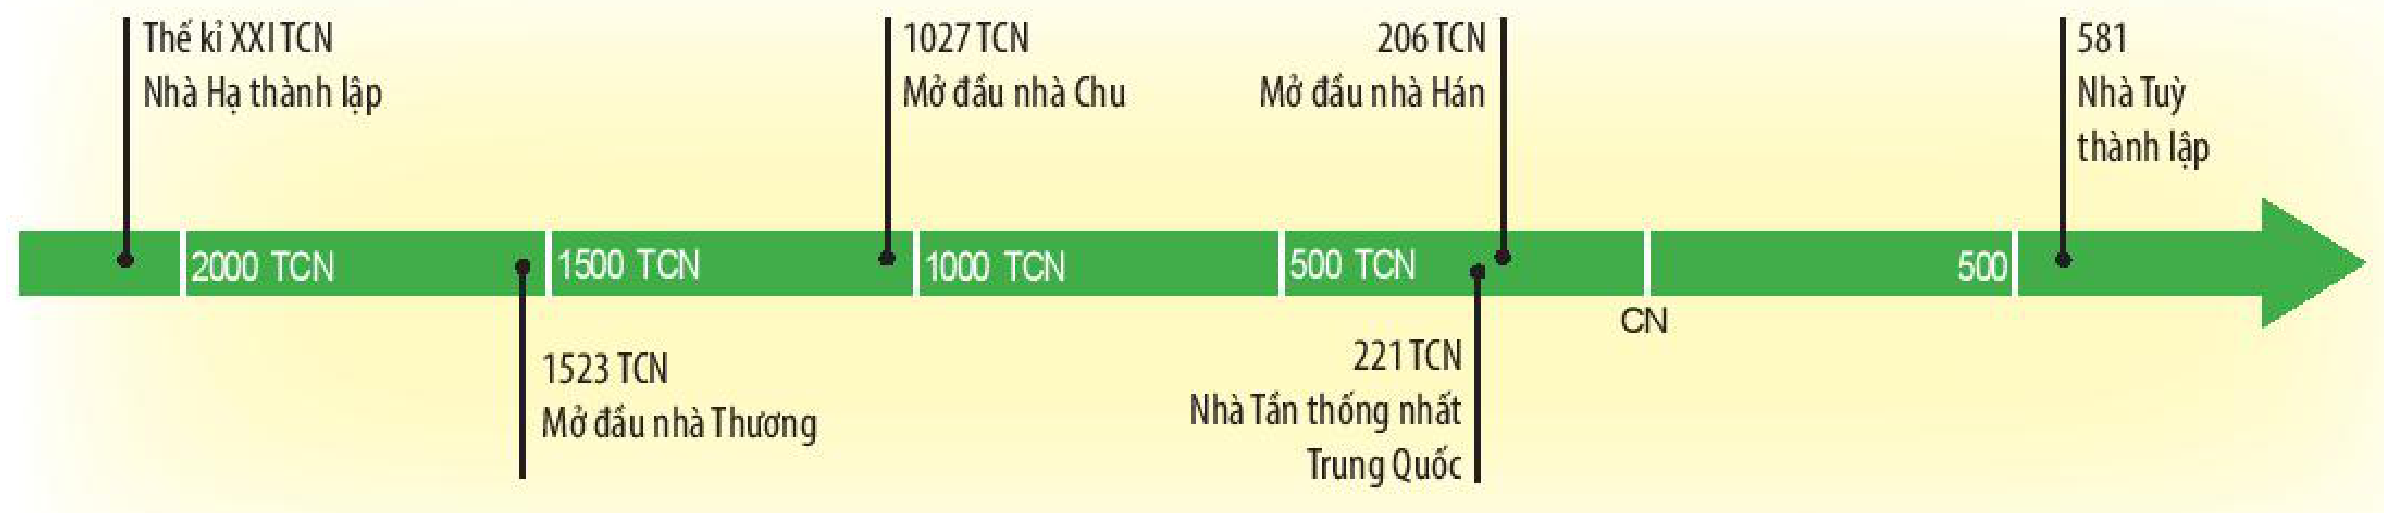 Thế kỉ XXI TCN
Nhà Hạ thành lập
1027 TCN
Mở đầu nhà Chu
206 TCN
Mở đầu nhà Hán
581
Nhà Tuỳ
thành lập
2000 TCN
1500 TCN
1000 TCN
500 TCN
500
CN
1523 TCN
Mở đầu nhà Thương
221 TCN
Nhà Tần thống nhất
Trung Quốc